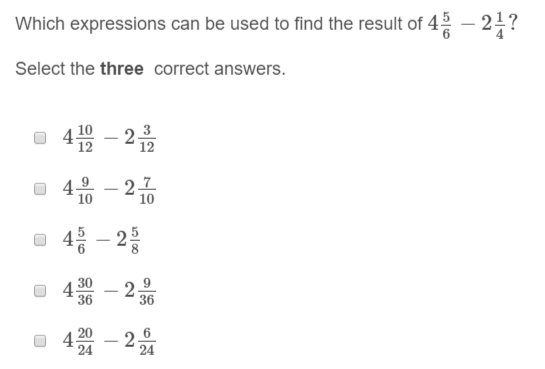 Which expressions can be used to find the result of 4 5/6 − 2 1/4?
Select the three correct answers.
4 10/12 − 2 3/12
4 9/10 − 2 7/10
4 5/6 − 2 5/8
4 30/36 − 2 9/36
4 20/24 − 2 6/24